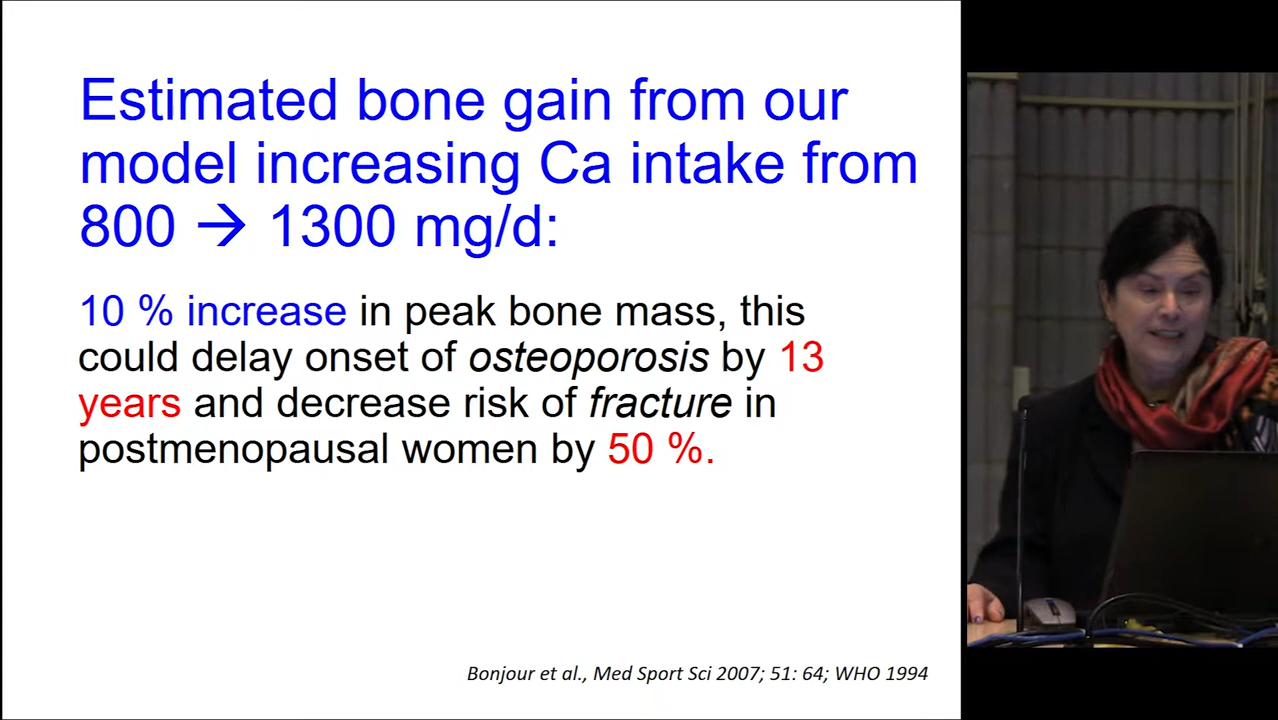 Estimated bone gain from our
model increasing Ca intake from
800 → 1300 mg/d:
10 % increase in peak bone mass, this
could delay onset of osteoporosis by 13
years and decrease risk of fracture in
postmenopausal women by 50 %.
Bonjour et al., Med Sport Sci 2007; 51: 64; WHO 1994